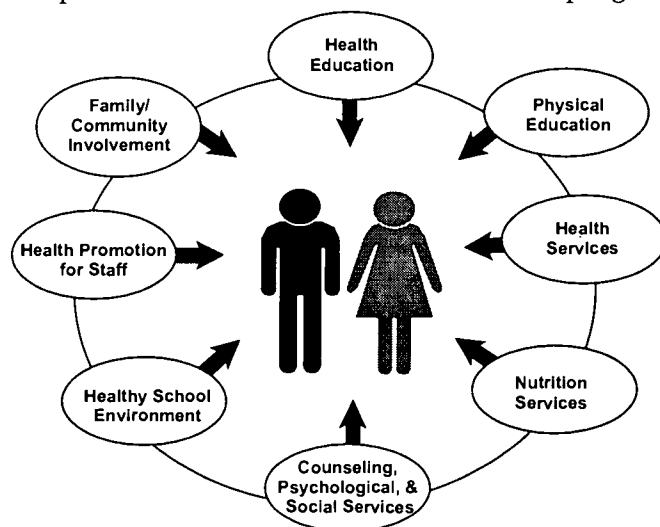 Health
Education
Family/
Community
Involvement
Physical
Education
Health Promotion
for Staff
Health
Services
Healthy School
Environment
Nutrition
Services
Counseling,
Psychological, &
Social Services